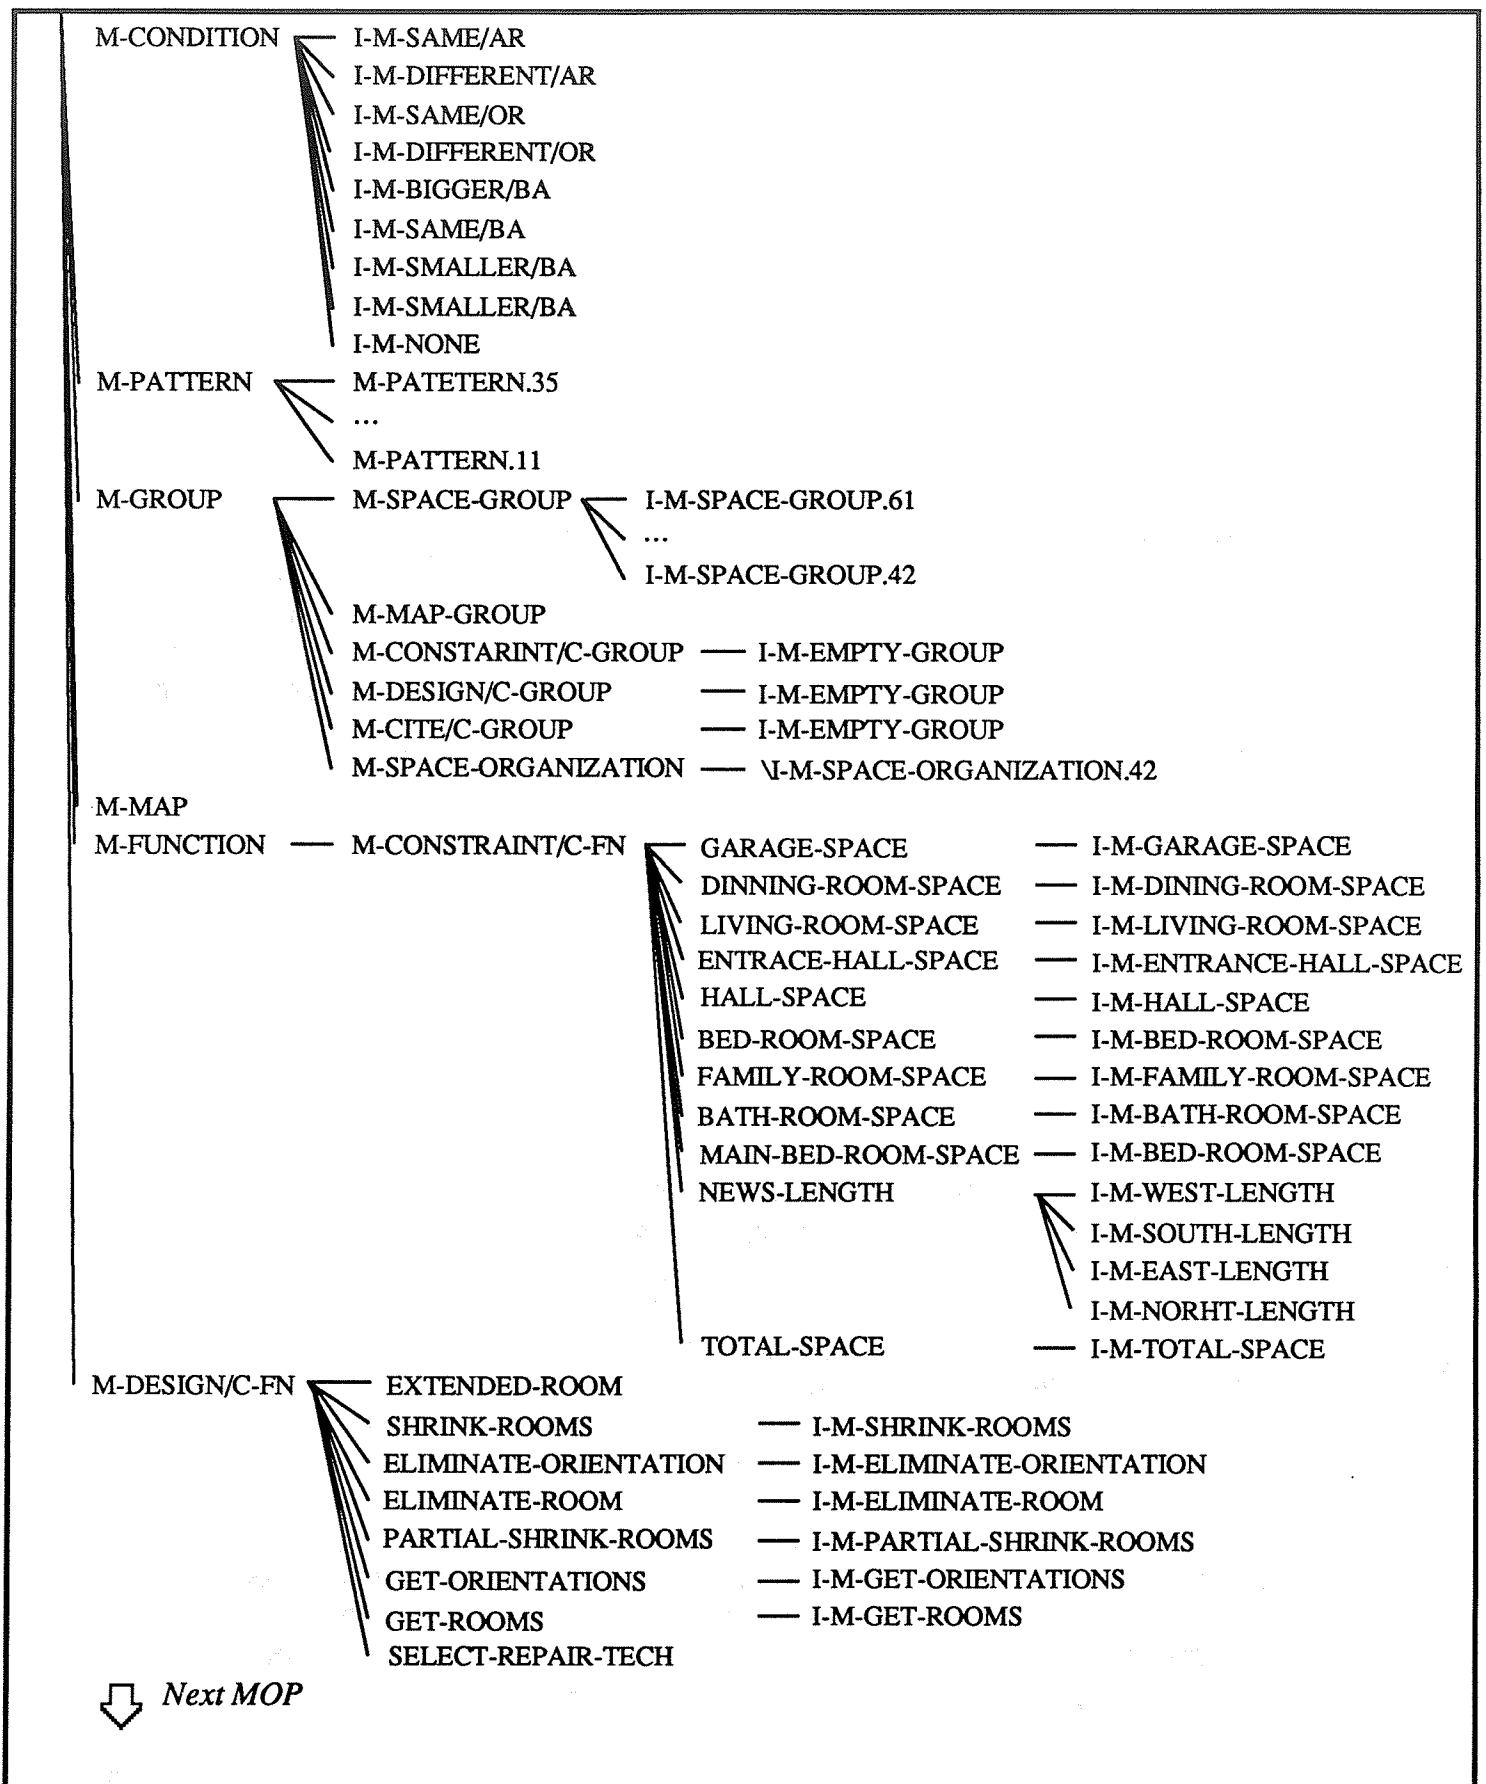 M-CONDITION I-M-SAME/AR
I-M-DIFFERENT/AR
I-M-SAME/OR
I-M-DIFFERENT/OR
I-M-BIGGER/BA
I-M-SAME/BA
I-M-SMALLER/BA
I-M-SMALLER/BA
I-M-NONE
M-PATTERN M-PATETERN.35
...
M-PATTERN.11
M-GROUP M-SPACE-GROUP I-M-SPACE-GROUP.61
...
I-M-SPACE-GROUP.42
M-MAP-GROUP
M-CONSTARINT/C-GROUP I-M-EMPTY-GROUP
M-DESIGN/C-GROUP I-M-EMPTY-GROUP
M-CITE/C-GROUP I-M-EMPTY-GROUP
M-SPACE-ORGANIZATION \I-M-SPACE-ORGANIZATION.42
M-MAP
M-FUNCTION M-CONSTRAINT/C-FN GARAGE-SPACE I-M-GARAGE-SPACE
DINNING-ROOM-SPACE I-M-DINING-ROOM-SPACE
LIVING-ROOM-SPACE I-M-LIVING-ROOM-SPACE
ENTRACE-HALL-SPACE I-M-ENTRANCE-HALL-SPACE
HALL-SPACE I-M-HALL-SPACE
BED-ROOM-SPACE I-M-BED-ROOM-SPACE
FAMILY-ROOM-SPACE I-M-FAMILY-ROOM-SPACE
BATH-ROOM-SPACE I-M-BATH-ROOM-SPACE
MAIN-BED-ROOM-SPACE I-M-BED-ROOM-SPACE
NEWS-LENGTH I-M-WEST-LENGTH
I-M-SOUTH-LENGTH
I-M-EAST-LENGTH
I-M-NORHT-LENGTH
TOTAL-SPACE I-M-TOTAL-SPACE
M-DESIGN/C-FN EXTENDED-ROOM
SHRINK-ROOMS I-M-SHRINK-ROOMS
ELIMINATE-ORIENTATION I-M-ELIMINATE-ORIENTATION
ELIMINATE-ROOM I-M-ELIMINATE-ROOM
PARTIAL-SHRINK-ROOMS I-M-PARTIAL-SHRINK-ROOMS
GET-ORIENTATIONS I-M-GET-ORIENTATIONS
GET-ROOMS I-M-GET-ROOMS
SELECT-REPAIR-TECH
Next MOP